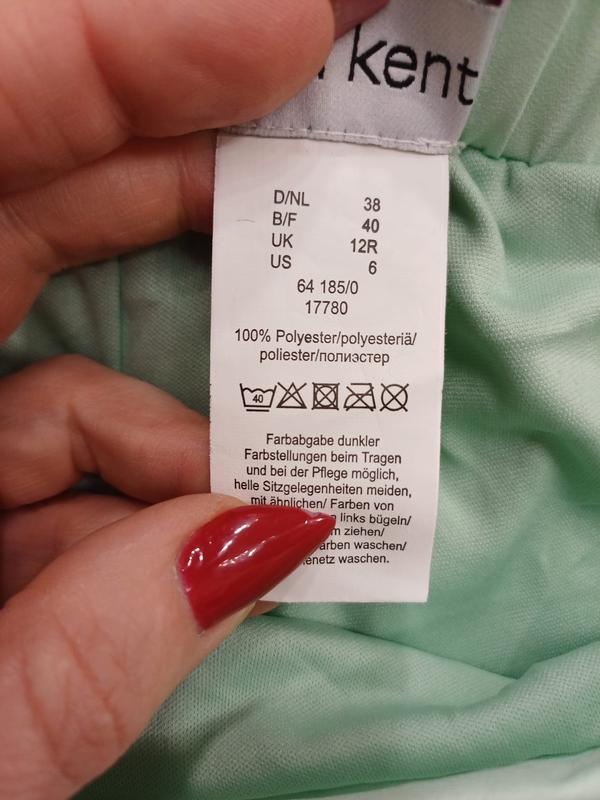 kent
D/NL 38
B/F 40
UK 12R
US 6
64 185/0
17780
100% Polyester/polyesteriä/
poliester/полиэстер
40
Farbabgabe dunkler
Farbstellungen beim Tragen
und bei der Pflege möglich,
helle Sitzgelegenheiten meiden,
mit ähnlichen/ Farben von
links bügeln/
ziehen/
waschen/
waschen.